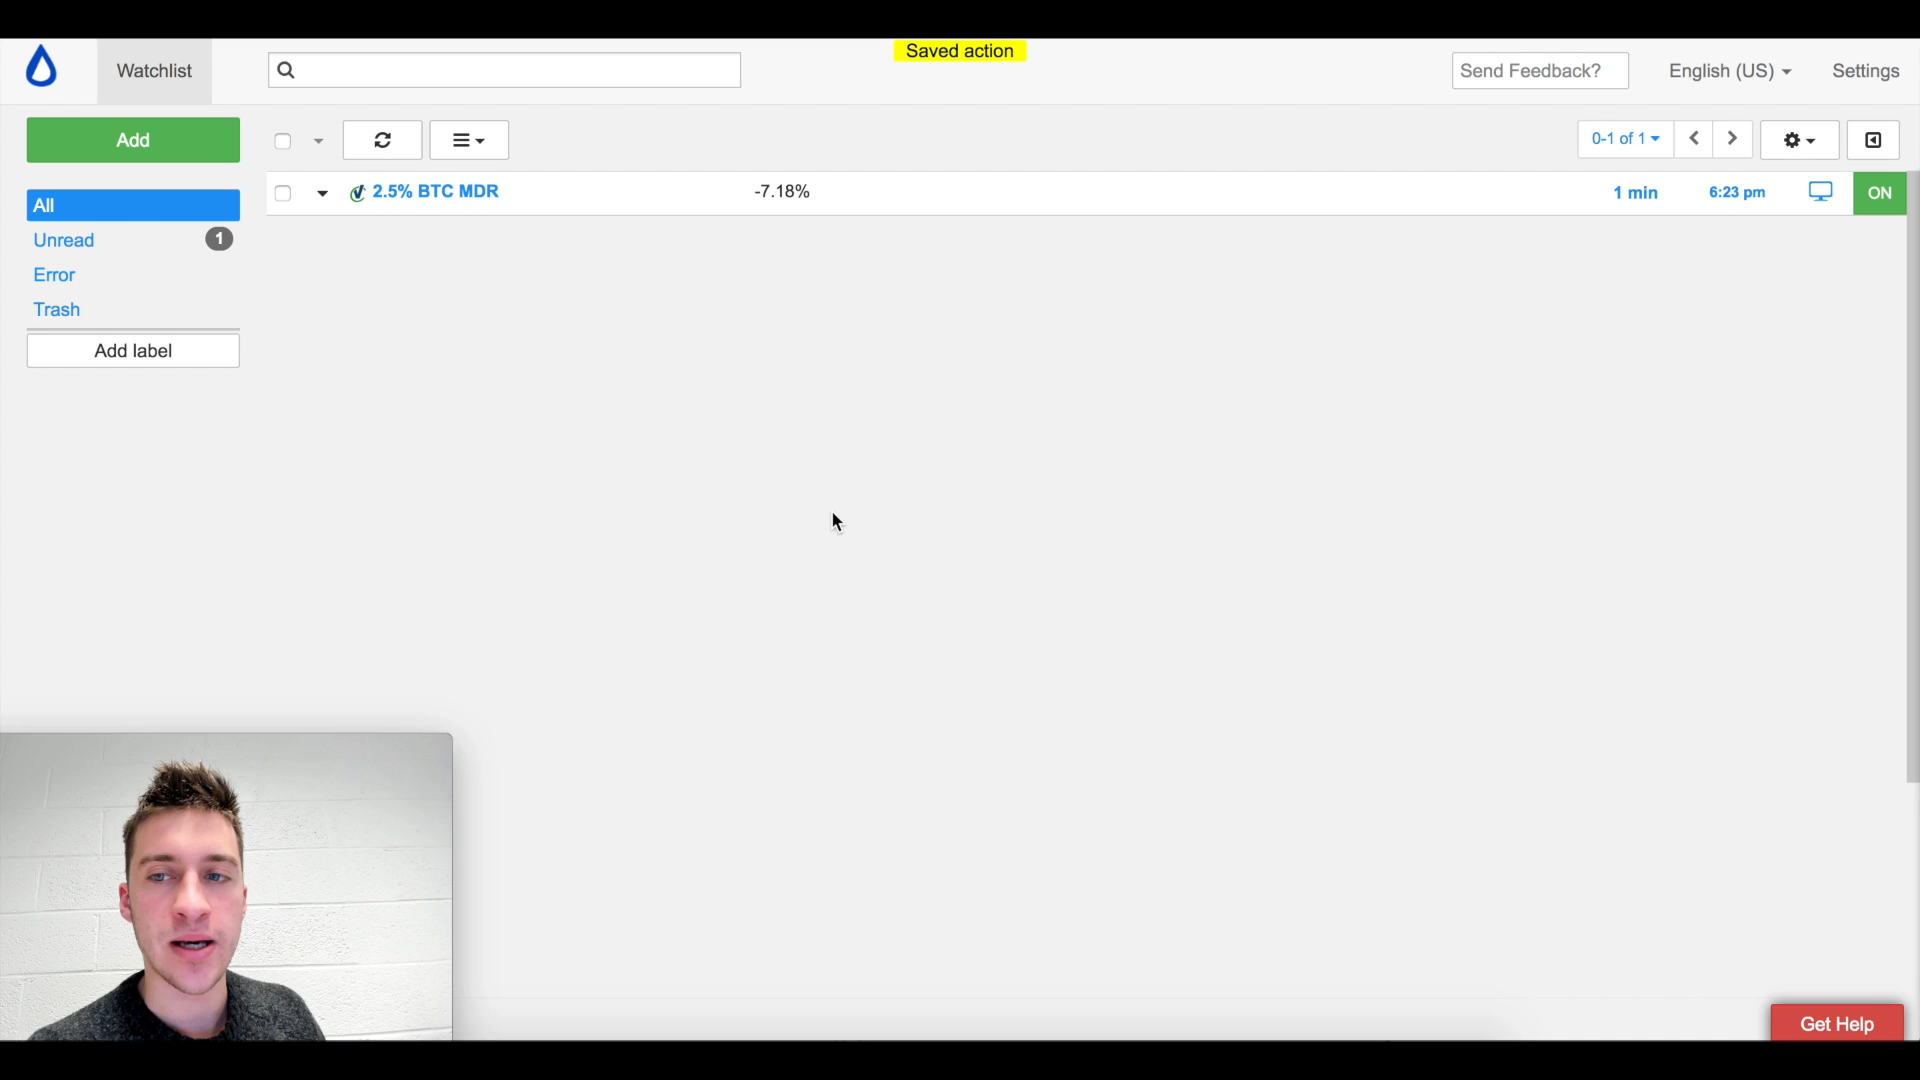 Saved action
Watchlist
Send Feedback?
English (US)
Settings
Add
0-1 of 1
All
2.5% BTC MDR
-7.18%
1 min
6:23 pm
ON
Unread
1
Error
Trash
Add label
Get Help